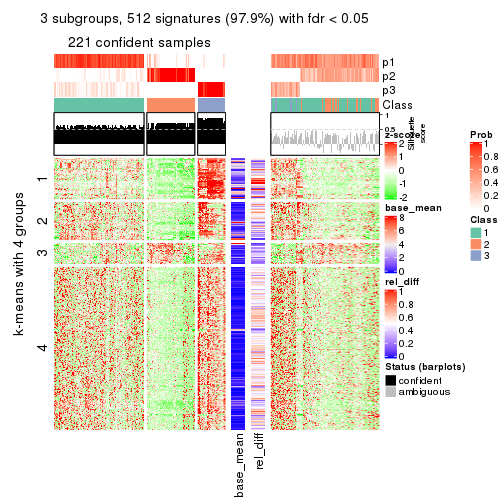 3 subgroups, 512 signatures (97.9%) with fdr < 0.05
221 confident samples
p1
p2
p3
Class
1
0.5
0
Silhouette
score
k-means with 4 groups
1
2
3
4
base_mean
rel_diff
z-score
2
1
0
-1
-2
base_mean
8
6
4
2
0
rel_diff
1
0.8
0.6
0.4
0.2
0
Status (barplots)
confident
ambiguous
Prob
1
0.8
0.6
0.4
0.2
0
Class
1
2
3